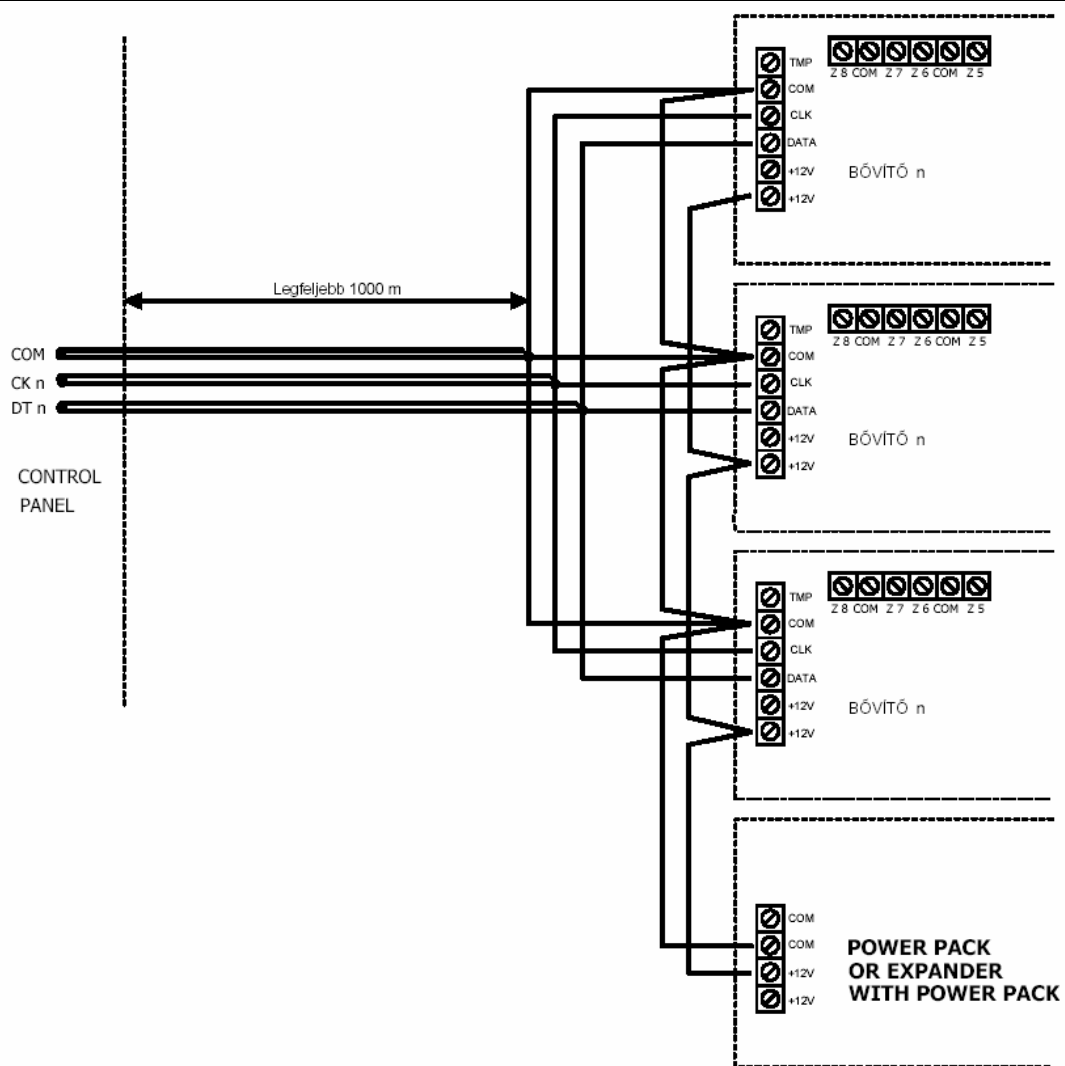 TMP
COM
CLK
DATA
+12V
+12V
Z 8 COM Z 7 Z 6 COM Z 5
BŐVÍTŐ n
Legfeljebb 1000 m
COM
CK n
DT n
CONTROL
PANEL
TMP
COM
CLK
DATA
+12V
+12V
Z 8 COM Z 7 Z 6 COM Z 5
BŐVÍTŐ n
TMP
COM
CLK
DATA
+12V
+12V
Z 8 COM Z 7 Z 6 COM Z 5
BŐVÍTŐ n
COM
COM
+12V
+12V
POWER PACK
OR EXPANDER
WITH POWER PACK